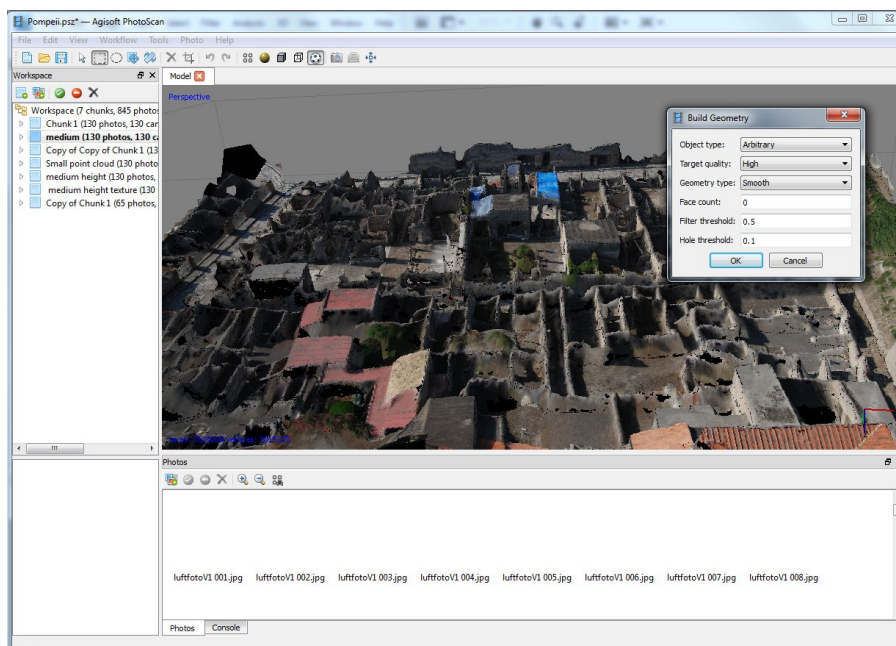 Pompeii.psz* — Agisoft PhotoScan
File Edit View Workflow Tools Photo Help
Workspace
Model
Workspace (7 chunks, 845 photos
Chunk 1 (130 photos, 130 can
medium (130 photos, 130 ca
Copy of Copy of Chunk 1 (13
Small point cloud (130 photo
medium height (130 photos,
medium height texture (130
Copy of Chunk 1 (65 photos,
Perspective
Build Geometry
Object type: Arbitrary
Target quality: High
Geometry type: Smooth
Face count: 0
Filter threshold: 0.5
Hole threshold: 0.1
OK Cancel
Photos
luftfotoV1 001.jpg luftfotoV1 002.jpg luftfotoV1 003.jpg luftfotoV1 004.jpg luftfotoV1 005.jpg luftfotoV1 006.jpg luftfotoV1 007.jpg luftfotoV1 008.jpg
Photos Console